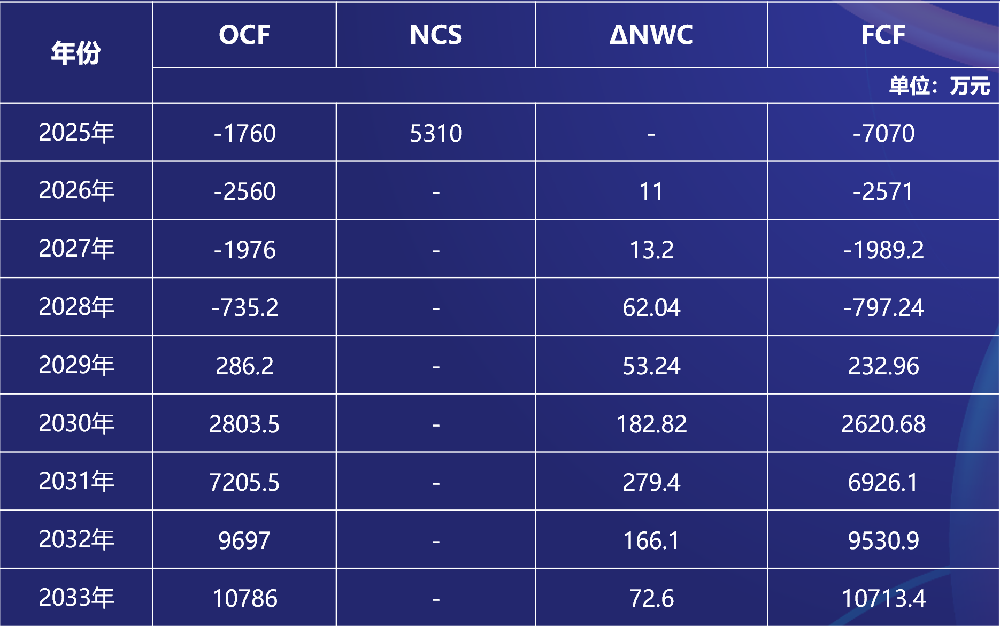 年份 OCF NCS ΔNWC FCF
单位：万元
2025年 -1760 5310 - -7070
2026年 -2560 - 11 -2571
2027年 -1976 - 13.2 -1989.2
2028年 -735.2 - 62.04 -797.24
2029年 286.2 - 53.24 232.96
2030年 2803.5 - 182.82 2620.68
2031年 7205.5 - 279.4 6926.1
2032年 9697 - 166.1 9530.9
2033年 10786 - 72.6 10713.4